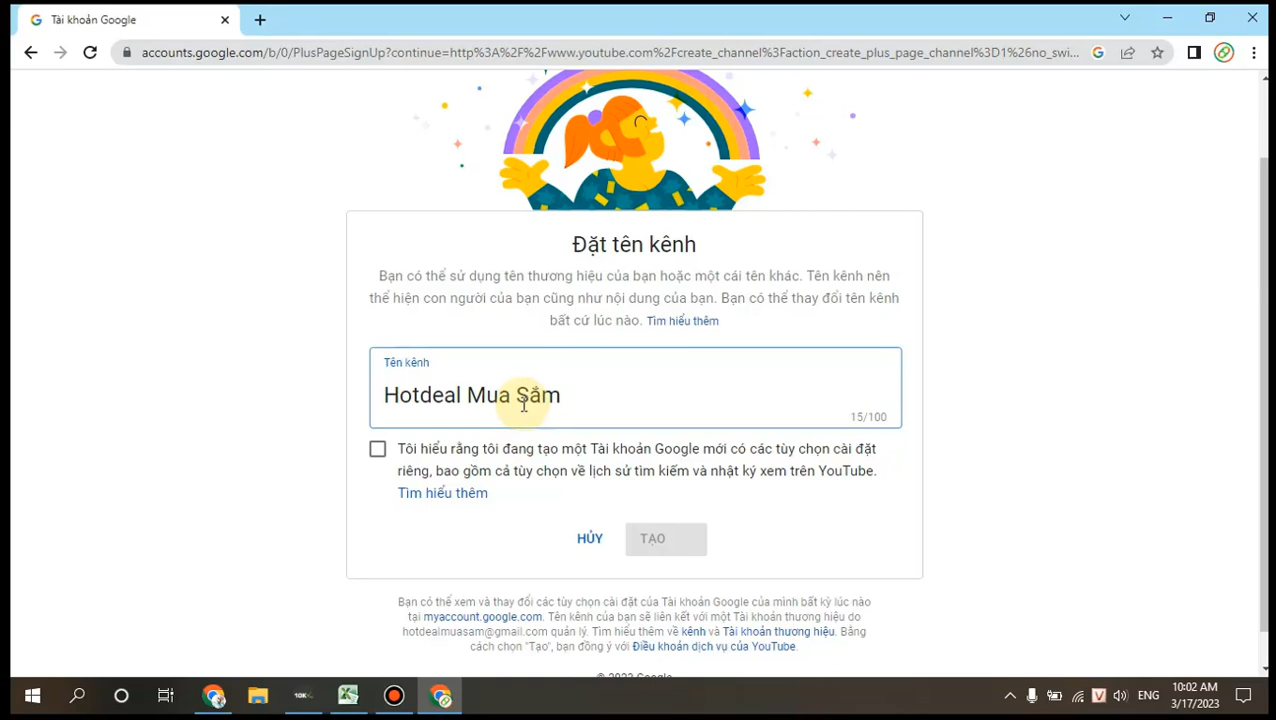 Tài khoản Google
accounts.google.com/b/0/PlusPageSignUp?continue=http%3A%2F%2Fwww.youtube.com%2Fcreate_channel%3Faction_create_plus_page_channel%3D1%26no_sw...
Đặt tên kênh
Bạn có thể sử dụng tên thương hiệu của bạn hoặc một cái tên khác. Tên kênh nên
thể hiện con người của bạn cũng như nội dung của bạn. Bạn có thể thay đổi tên kênh
bất cứ lúc nào. Tìm hiểu thêm
Tên kênh
Hotdeal Mua Sắm
15/100
Tôi hiểu rằng tôi đang tạo một Tài khoản Google mới có các tùy chọn cài đặt
riêng, bao gồm cả tùy chọn về lịch sử tìm kiếm và nhật ký xem trên YouTube.
Tìm hiểu thêm
HỦY TẠO
Bạn có thể xem và thay đổi các tùy chọn cài đặt của Tài khoản Google của mình bất kỳ lúc nào
tại myaccount.google.com. Tên kênh của bạn sẽ liên kết với một Tài khoản thương hiệu do
hotdealmuasam@gmail.com quản lý. Tìm hiểu thêm về kênh và Tài khoản thương hiệu. Bằng
cách chọn "Tạo", bạn đồng ý với Điều khoản dịch vụ của YouTube.
© 2023 Google
10K
V ENG
10:02 AM
3/17/2023